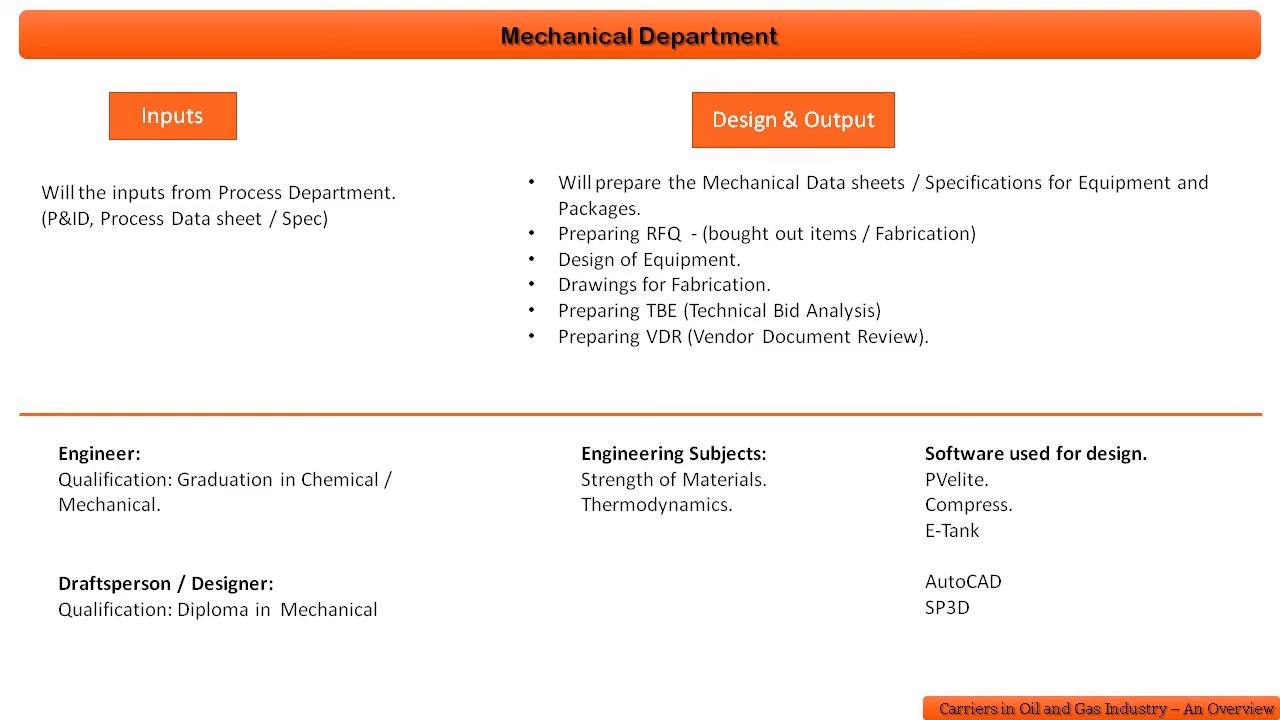 Mechanical Department
Inputs
Will the inputs from Process Department.
(P&ID, Process Data sheet / Spec)
Design & Output
• Will prepare the Mechanical Data sheets / Specifications for Equipment and
Packages.
• Preparing RFQ - (bought out items / Fabrication)
• Design of Equipment.
• Drawings for Fabrication.
• Preparing TBE (Technical Bid Analysis)
• Preparing VDR (Vendor Document Review).
Engineer:
Qualification: Graduation in Chemical /
Mechanical.
Draftsperson / Designer:
Qualification: Diploma in Mechanical
Engineering Subjects:
Strength of Materials.
Thermodynamics.
Software used for design.
PVelite.
Compress.
E-Tank
AutoCAD
SP3D
Carriers in Oil and Gas Industry – An Overview